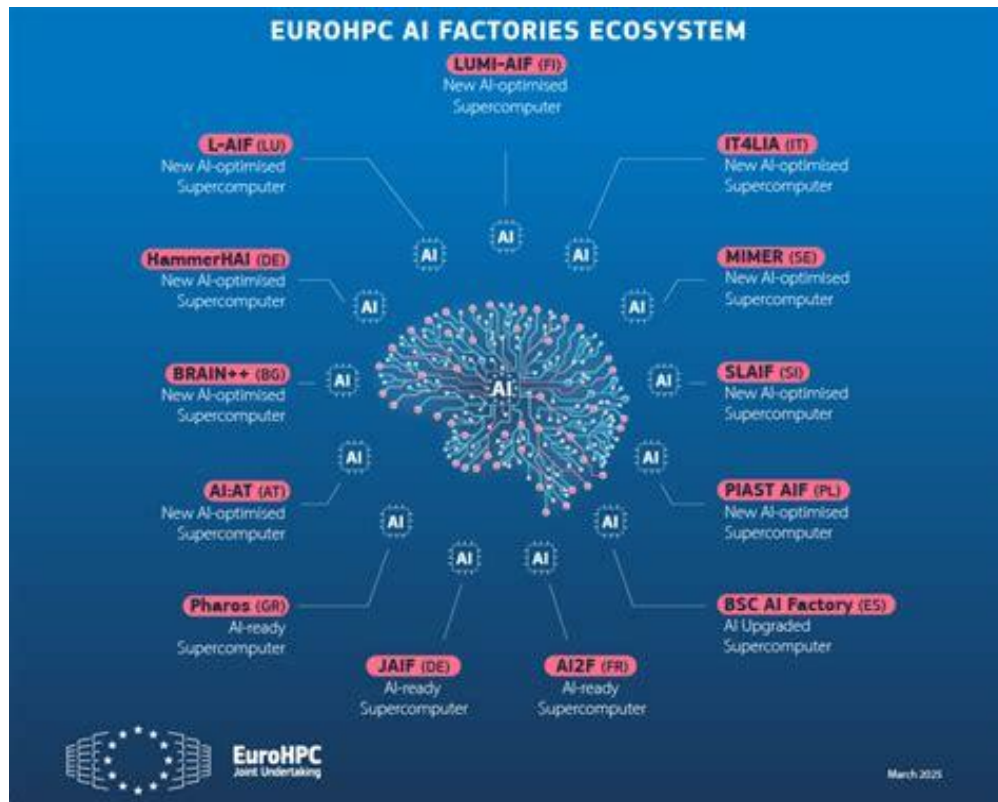 EUROHPC AI FACTORIES ECOSYSTEM
LUMI-AIF (FI)
New AI-optimised
Supercomputer
L-AIF (LU)
New AI-optimised
Supercomputer
IT4LIA (IT)
New AI-optimised
Supercomputer
AI
AI
AI
HammerHAI (DE)
New AI-optimised
Supercomputer
AI
MIMER (SE)
New AI-optimised
Supercomputer
AI
BRAIN++ (BG)
New AI-optimised
Supercomputer
AI
AI
AI
SLAIF (SI)
New AI-optimised
Supercomputer
AI:AT (AT)
New AI-optimised
Supercomputer
AI
AI
PIAST AIF (PL)
New AI-optimised
Supercomputer
AI
AI
Pharos (GR)
AI-ready
Supercomputer
AI
AI
BSC AI Factory (ES)
AI Upgraded
Supercomputer
JAIF (DE)
AI-ready
Supercomputer
AI2F (FR)
AI-ready
Supercomputer
EuroHPC
Joint Undertaking
March 2025